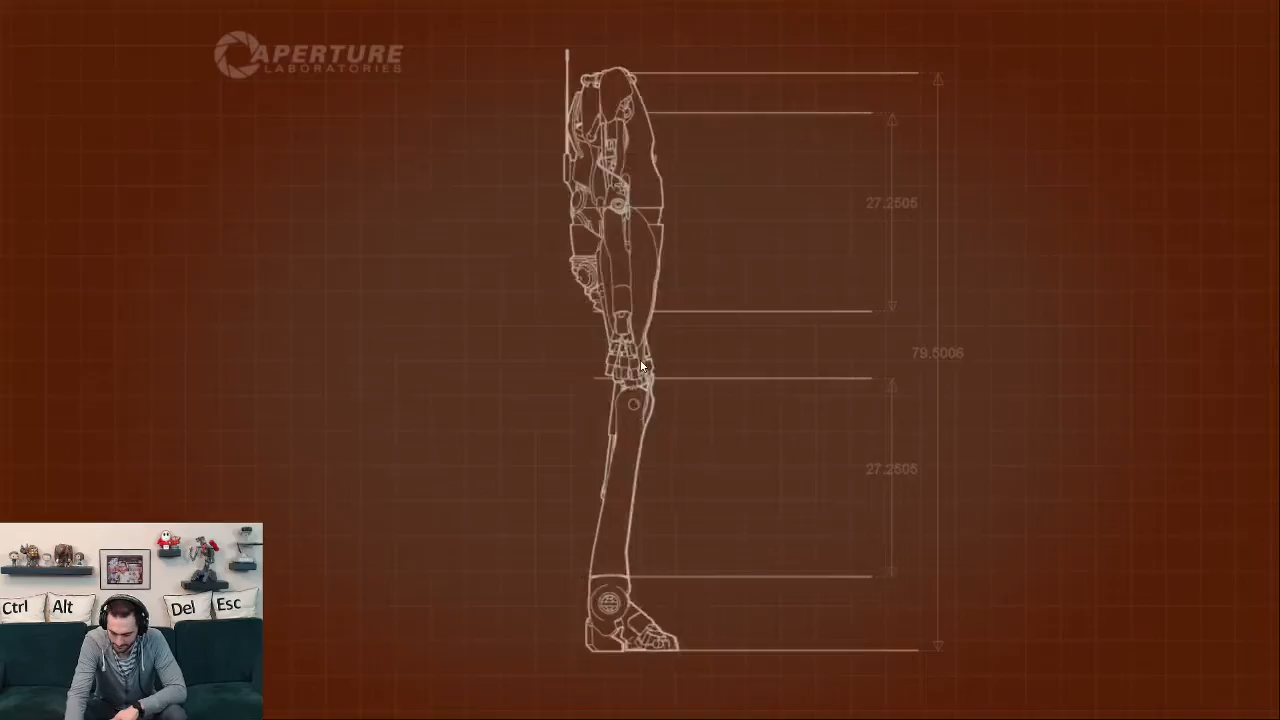 APERTURE
LABORATORIES
27.2505
79.5006
27.2505
Ctrl
Alt
Del
Esc